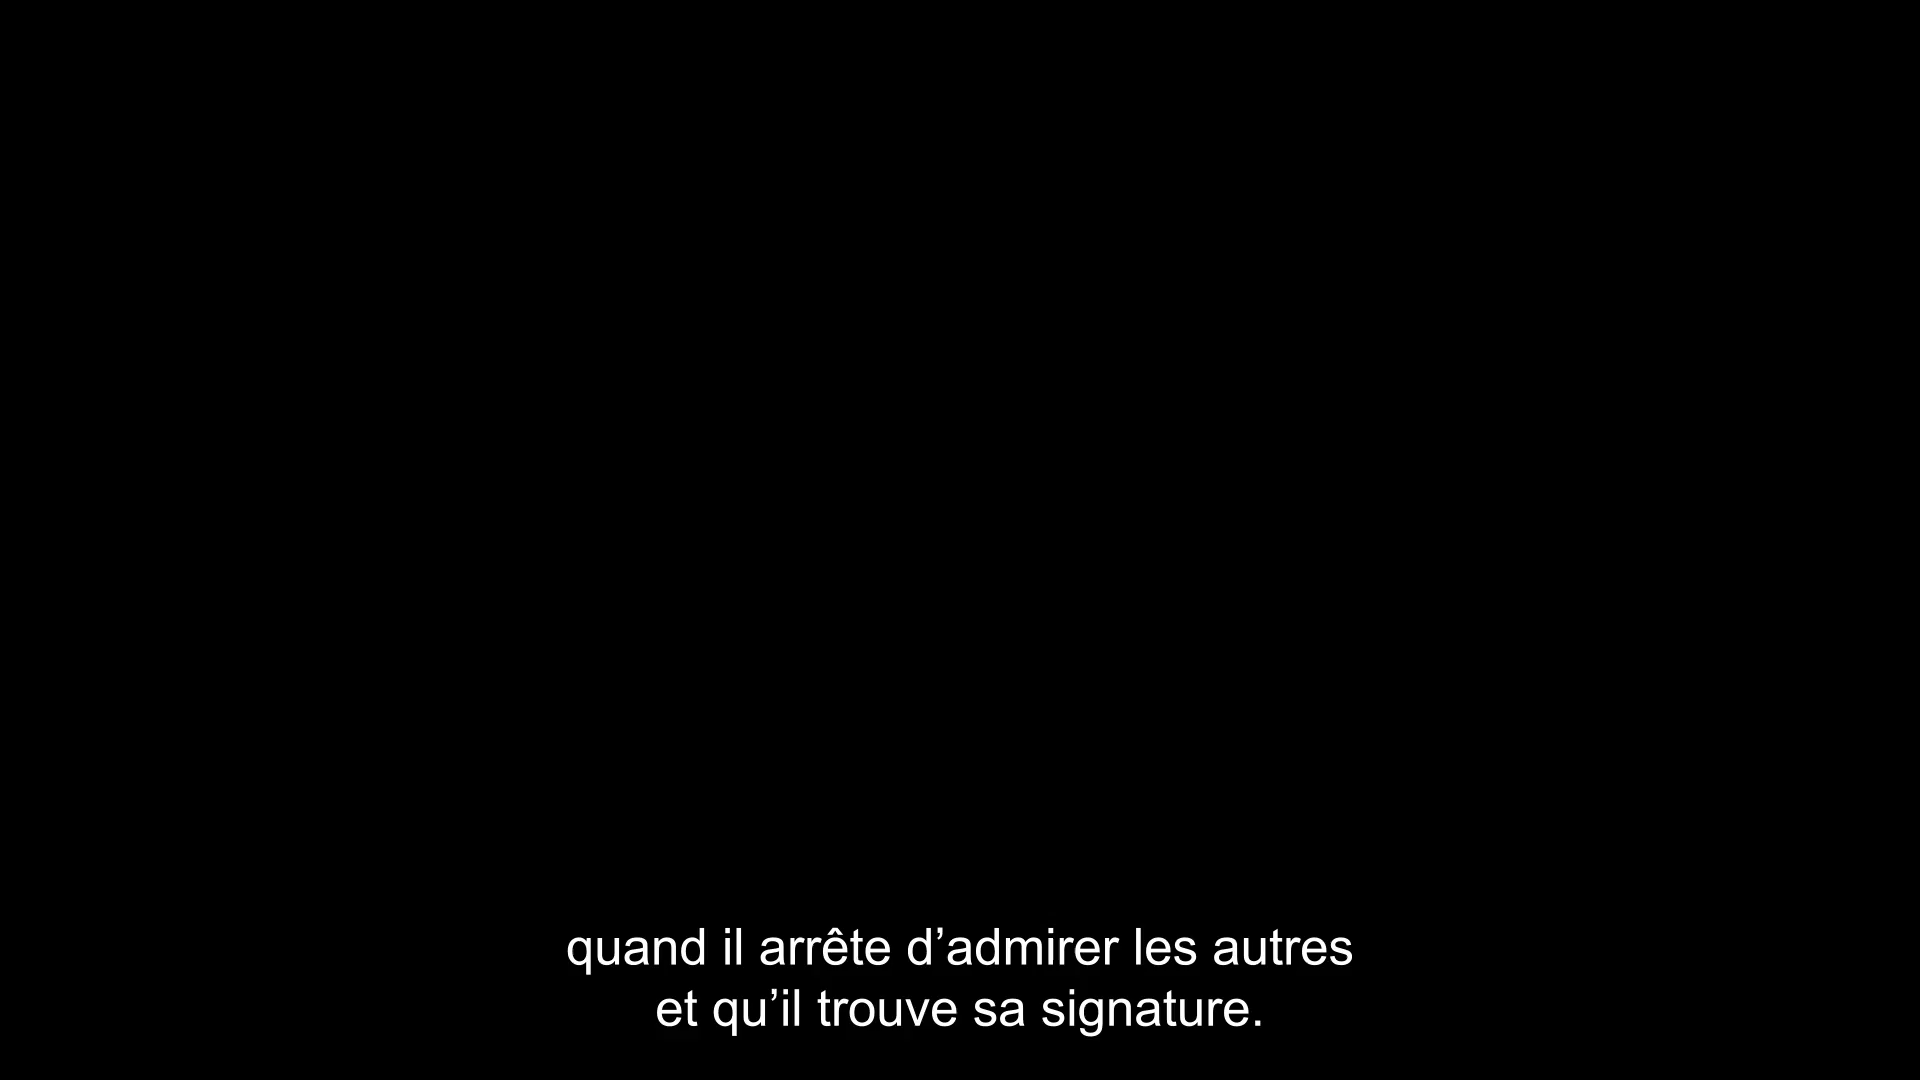 quand il arrête d’admirer les autres
et qu’il trouve sa signature.